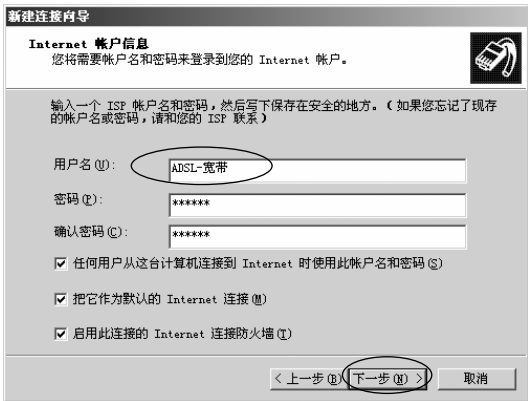 新建连接向导
Internet 帐户信息
您将需要帐户名和密码来登录到您的 Internet 帐户。
输入一个 ISP 帐户名和密码，然后写下保存在安全的地方。(如果您忘记了现存
的帐户名或密码，请和您的 ISP 联系)
用户名(U): ADSL-宽带
密码(P): ******
确认密码(C): ******
任何用户从这台计算机连接到 Internet 时使用此帐户名和密码(S)
把它作为默认的 Internet 连接(M)
启用此连接的 Internet 连接防火墙(T)
<上一步(B) 下一步(N)> 取消